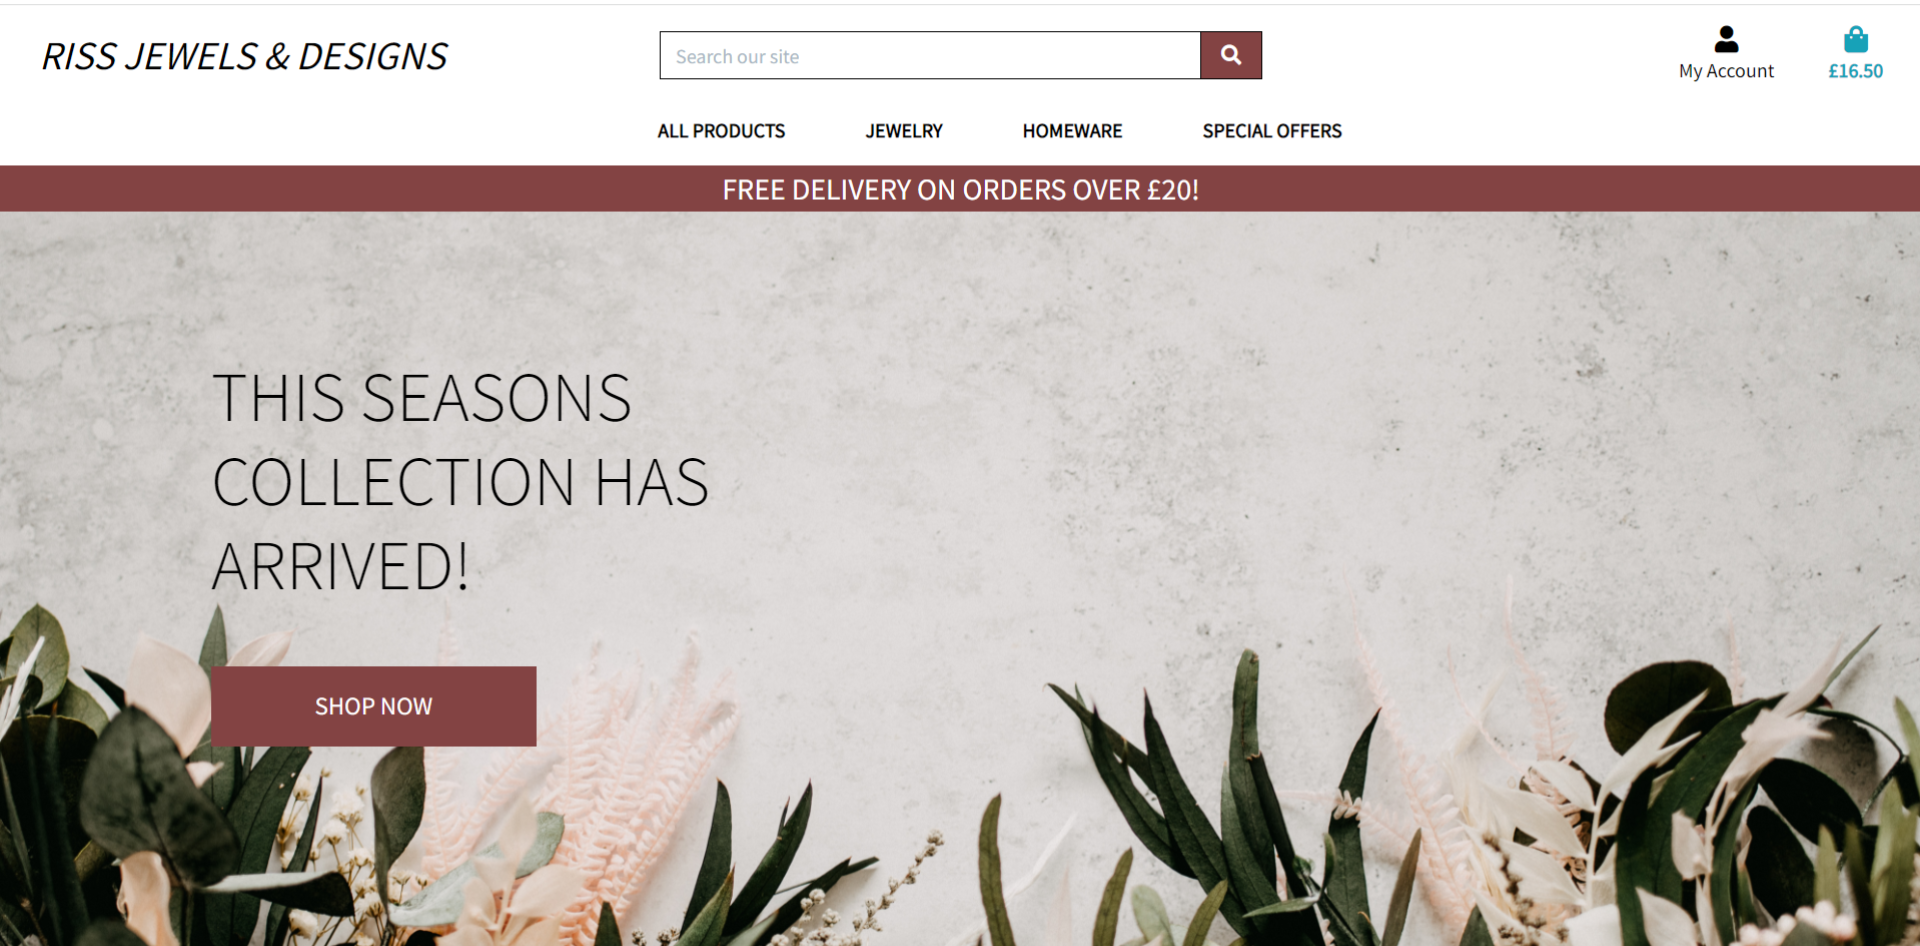 RISS JEWELS & DESIGNS
Search our site
My Account
£16.50
ALL PRODUCTS JEWELRY HOMEWARE SPECIAL OFFERS
FREE DELIVERY ON ORDERS OVER £20!
THIS SEASONS
COLLECTION HAS
ARRIVED!
SHOP NOW